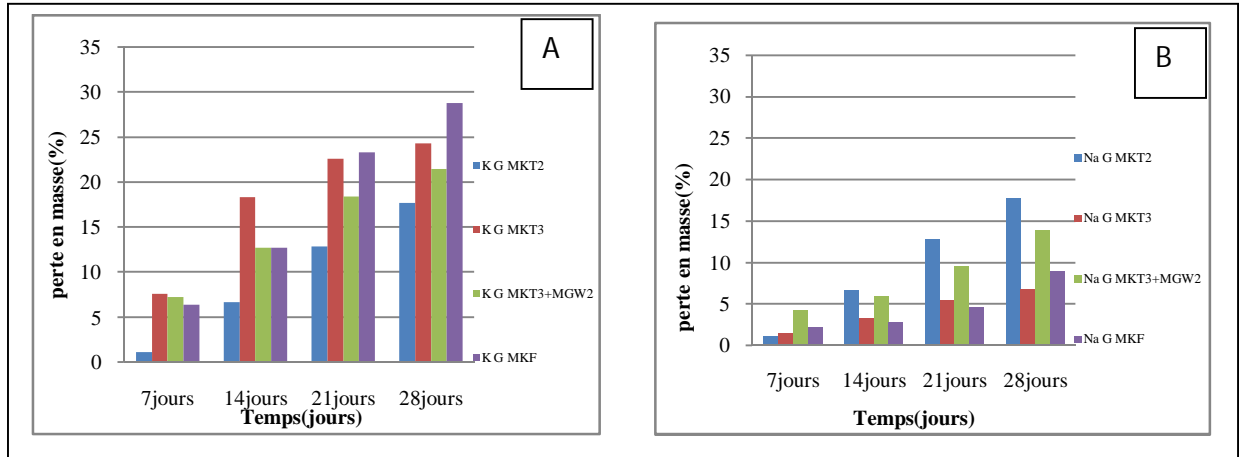 A
35
30
25
20
15
10
5
0
perte en masse(%)
7jours 14jours 21jours 28jours
Temps(jours)
K G MKT2
K G MKT3
K G MKT3+MGW2
K G MKF
B
35
30
25
20
15
10
5
0
perte en masse(%)
7jours 14jours 21jours 28jours
Temps(jours)
Na G MKT2
Na G MKT3
Na G MKT3+MGW2
Na G MKF